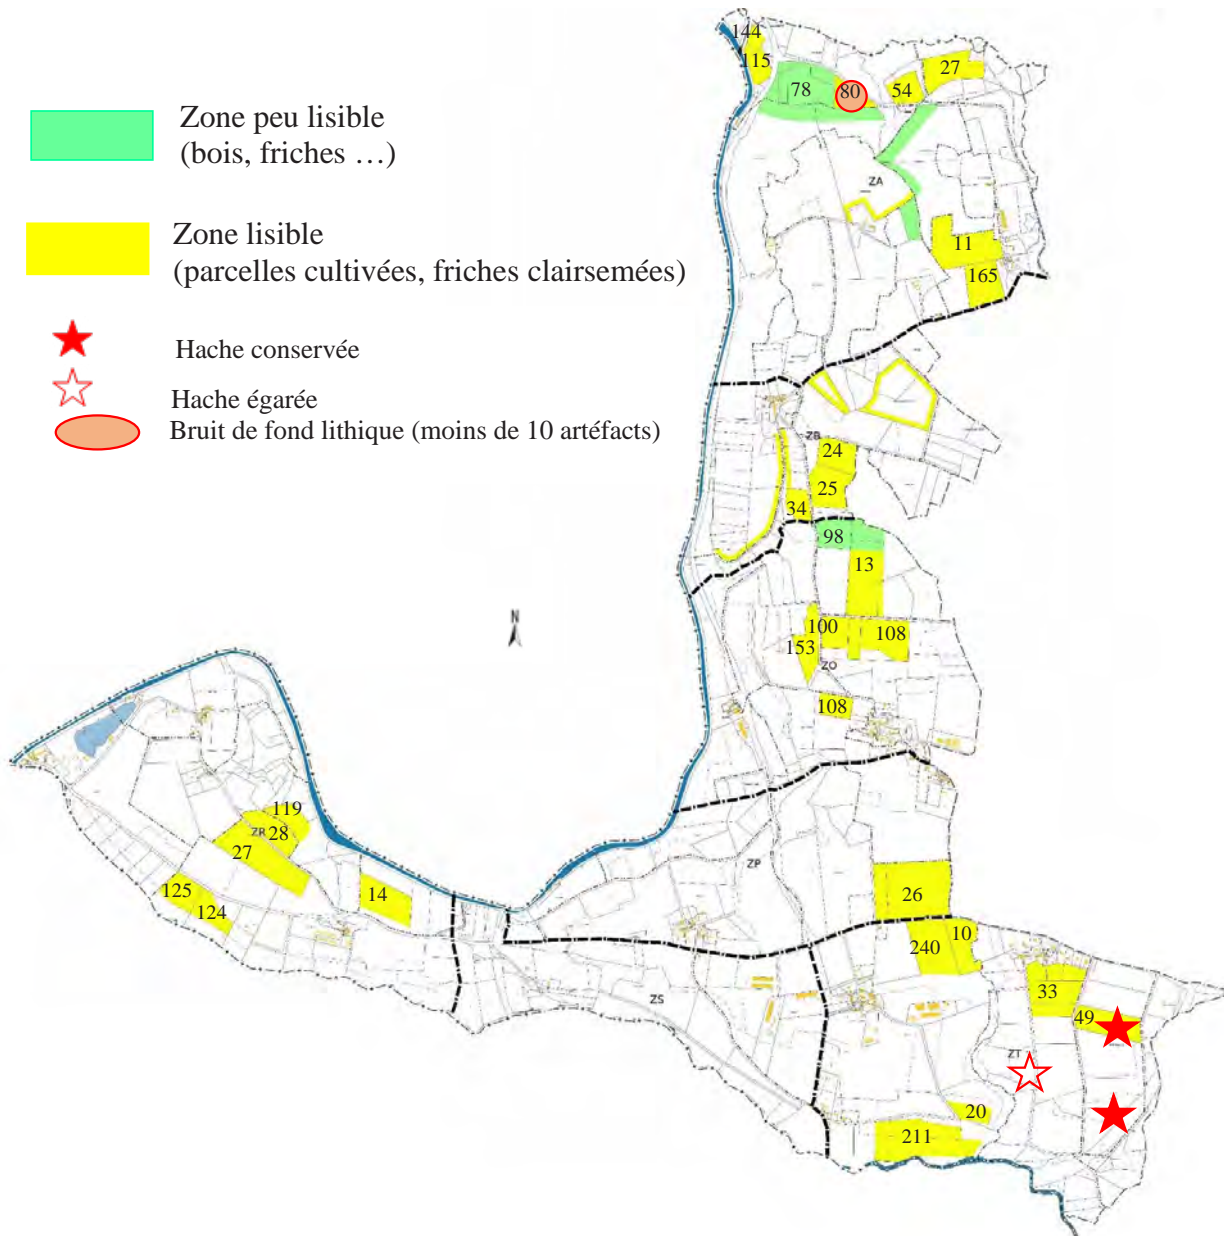 Zone peu lisible
(bois, friches …)
Zone lisible
(parcelles cultivées, friches clairsemées)
Hache conservée
Hache égarée
Bruit de fond lithique (moins de 10 artéfacts)
144
115
78
80
54
27
ZA
11
165
ZB
24
25
34
98
13
100
108
153
ZO
108
N
119
ZR
28
27
125
124
14
ZP
26
10
240
ZS
33
49
ZT
20
211